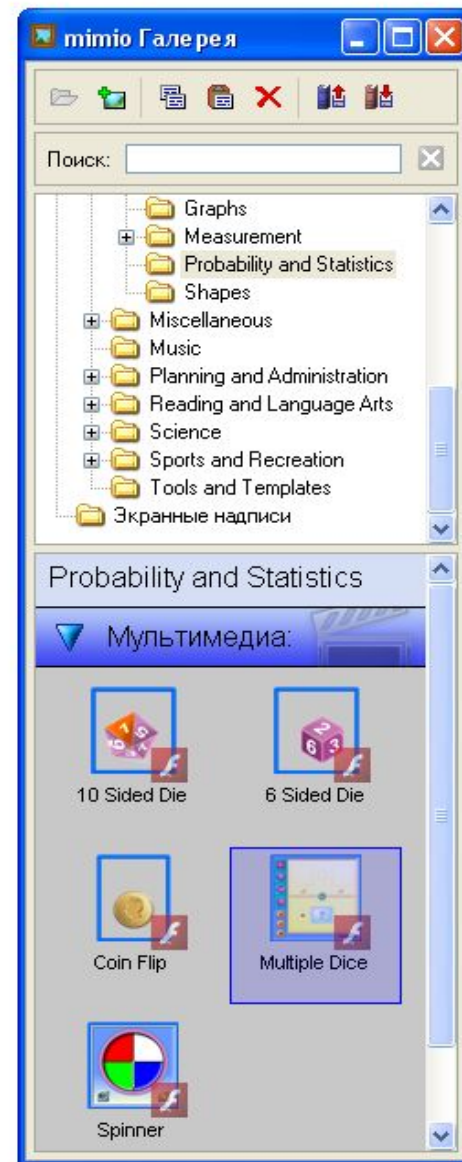 mimio Галерея
Поиск:
Graphs
Measurement
Probability and Statistics
Shapes
Miscellaneous
Music
Planning and Administration
Reading and Language Arts
Science
Sports and Recreation
Tools and Templates
Экранные надписи
Probability and Statistics
Мультимедиа:
10 Sided Die
6 Sided Die
Coin Flip
Multiple Dice
Spinner